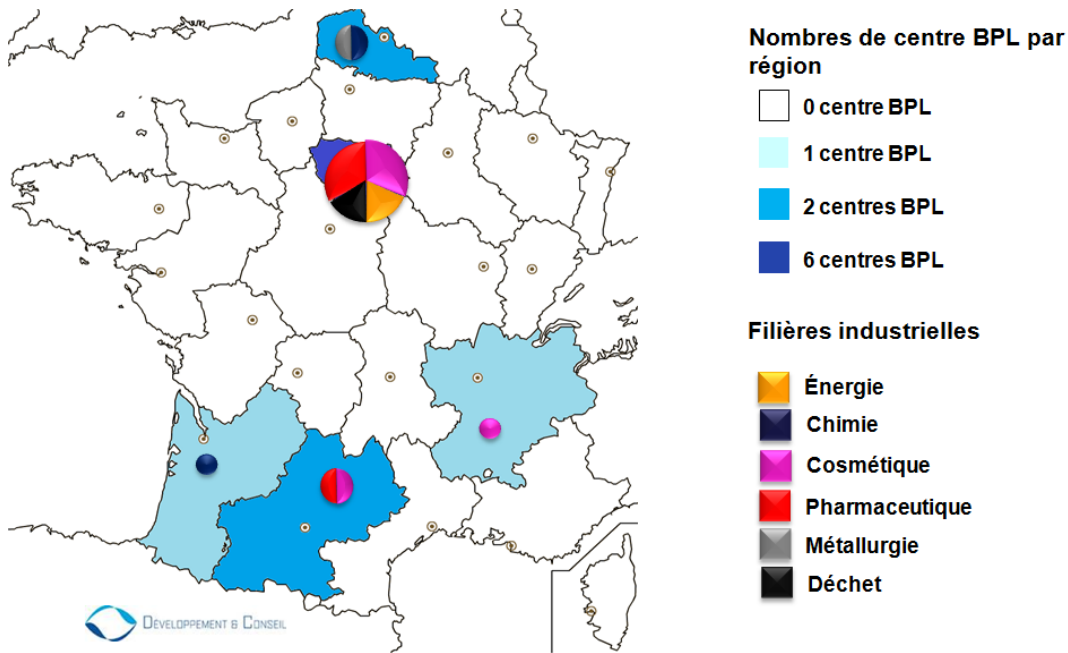 Nombres de centre BPL par
région
0 centre BPL
1 centre BPL
2 centres BPL
6 centres BPL
Filières industrielles
Énergie
Chimie
Cosmétique
Pharmaceutique
Métallurgie
Déchet
DÉVELOPPEMENT & CONSEIL